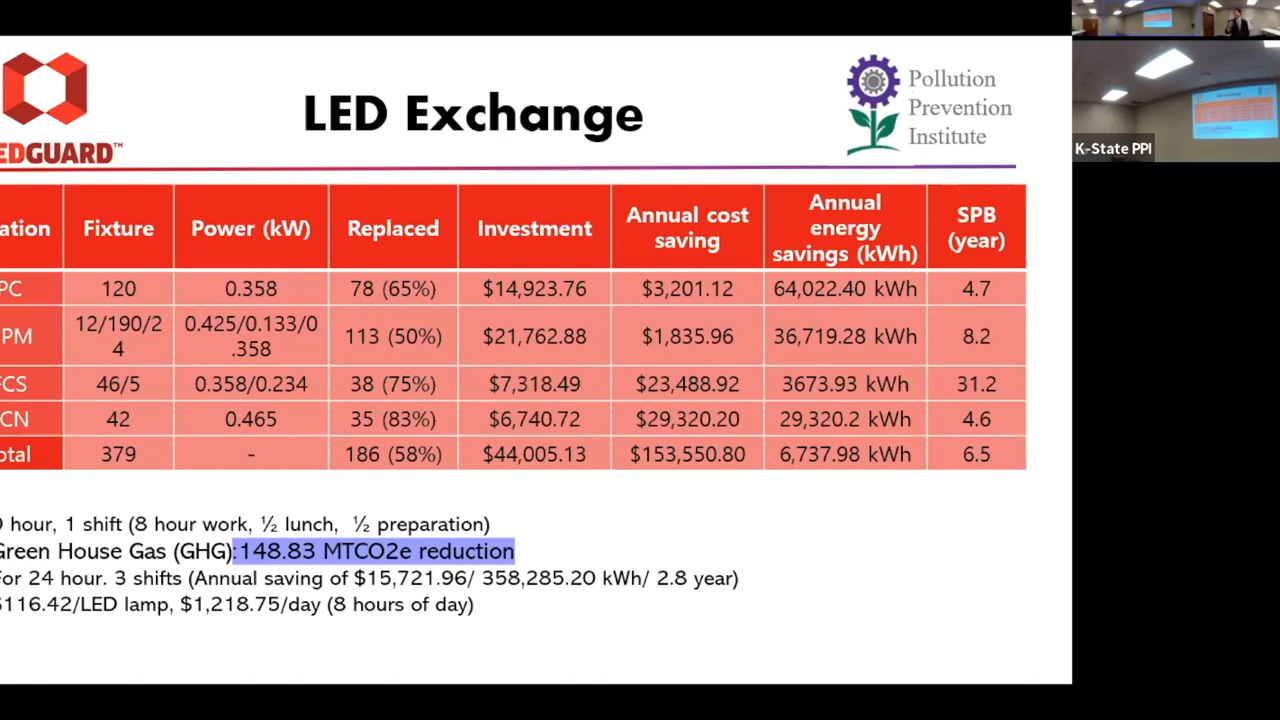 LED Exchange
EDGUARD™
Pollution
Prevention
Institute
K-State PPI
ation Fixture Power (kW) Replaced Investment Annual cost saving Annual energy savings (kWh) SPB (year)
PC 120 0.358 78 (65%) $14,923.76 $3,201.12 64,022.40 kWh 4.7
PM 12/190/24 0.425/0.133/0.358 113 (50%) $21,762.88 $1,835.96 36,719.28 kWh 8.2
CS 46/5 0.358/0.234 38 (75%) $7,318.49 $23,488.92 3673.93 kWh 31.2
CN 42 0.465 35 (83%) $6,740.72 $29,320.20 29,320.2 kWh 4.6
otal 379 - 186 (58%) $44,005.13 $153,550.80 6,737.98 kWh 6.5
hour, 1 shift (8 hour work, ½ lunch, ½ preparation)
Green House Gas (GHG):148.83 MTCO2e reduction
For 24 hour. 3 shifts (Annual saving of $15,721.96/ 358,285.20 kWh/ 2.8 year)
$116.42/LED lamp, $1,218.75/day (8 hours of day)